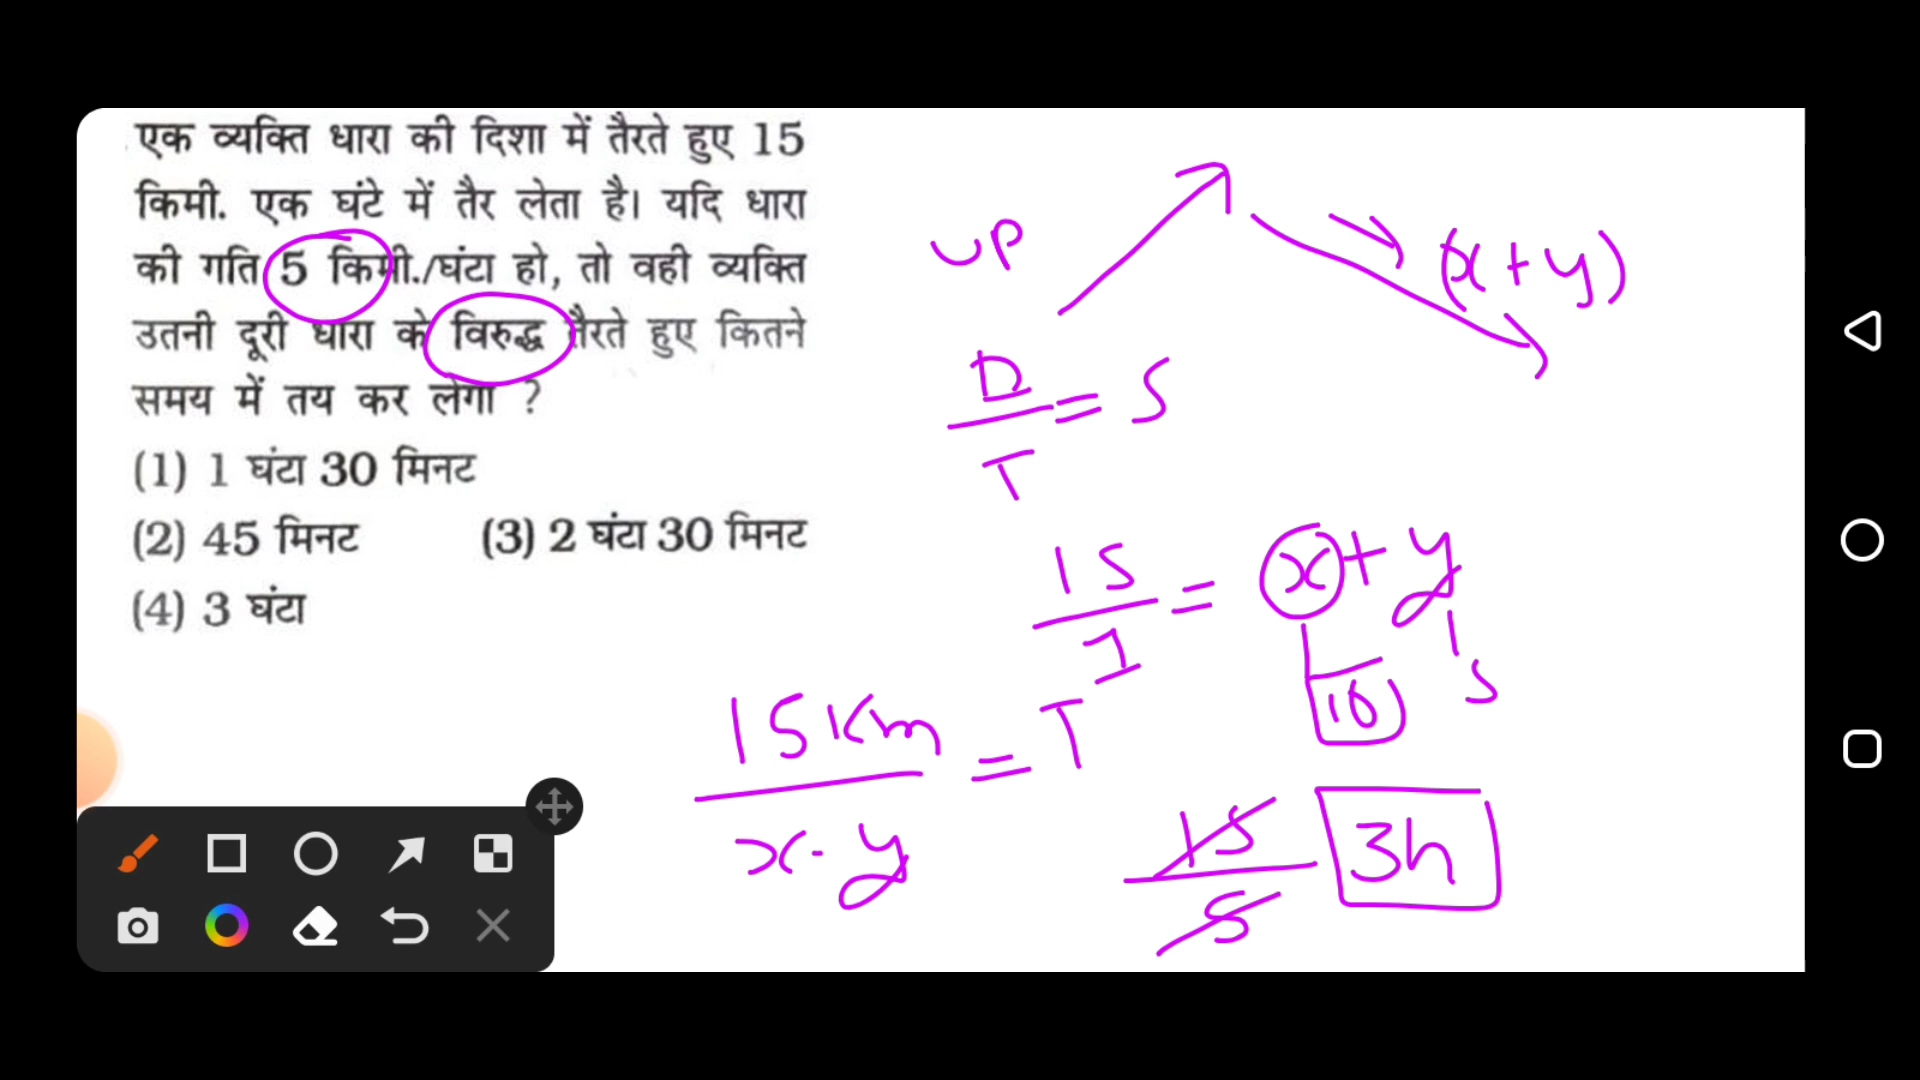 एक व्यक्ति धारा की दिशा में तैरते हुए 15
किमी. एक घंटे में तैर लेता है। यदि धारा
की गति 5 किमी./घंटा हो, तो वही व्यक्ति
उतनी दूरी धारा के विरुद्ध तैरते हुए कितने
समय में तय कर लेगा ?
(1) 1 घंटा 30 मिनट
(2) 45 मिनट (3) 2 घंटा 30 मिनट
(4) 3 घंटा
UP
(x+y)
D/T = S
15/1 = x+y
10
5
15Km/x-y = T
15/5
3h